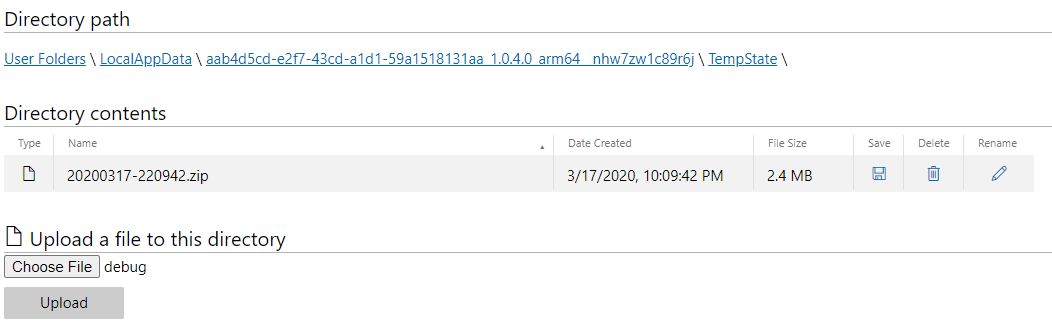 Directory path
User Folders \ LocalAppData \ aab4d5cd-e2f7-43cd-a1d1-59a1518131aa_1.0.4.0_arm64__nhw7zw1c89r6j \ TempState \
Directory contents
Type Name Date Created File Size Save Delete Rename
20200317-220942.zip 3/17/2020, 10:09:42 PM 2.4 MB
Upload a file to this directory
Choose File debug
Upload